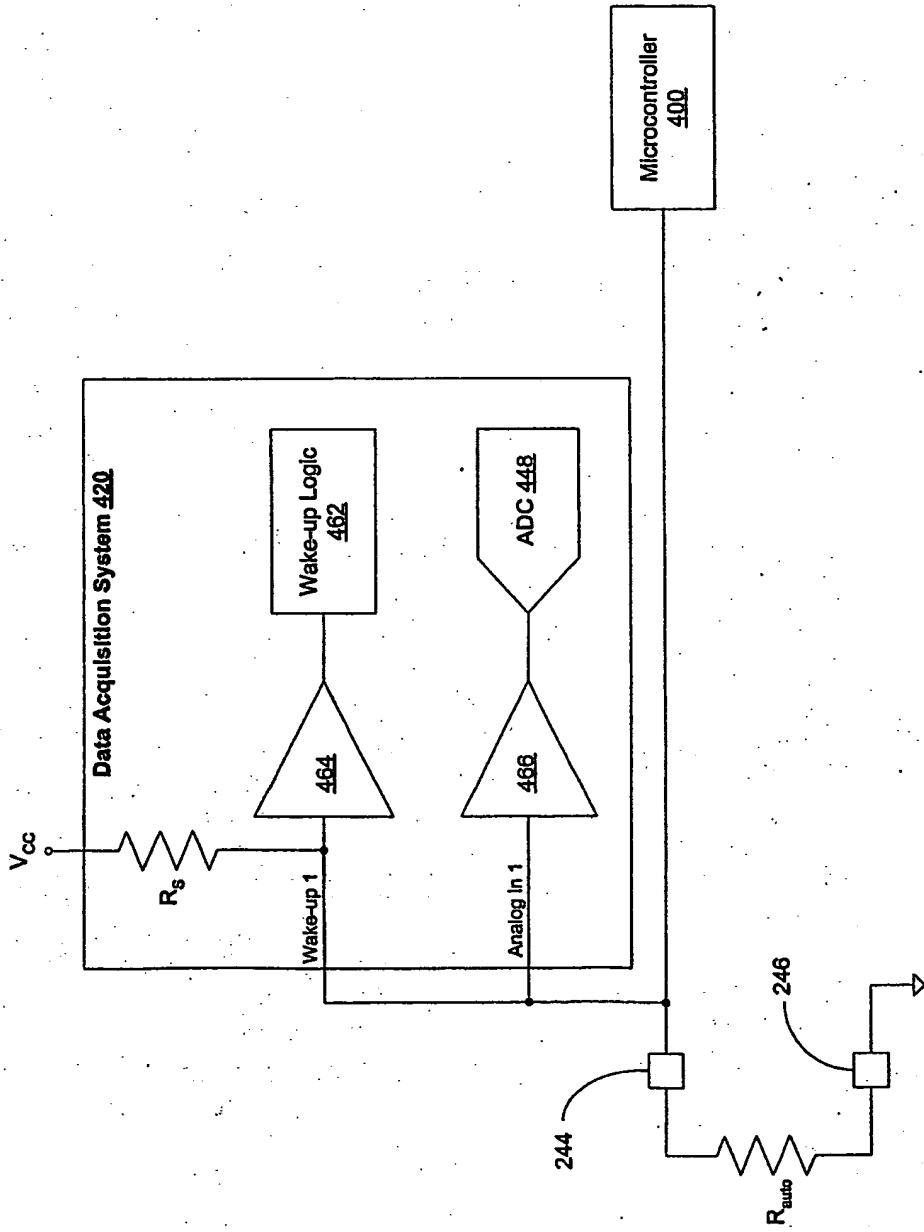 Data Acquisition System 420
Vcc
Rs
Wake-up 1
464
Wake-up Logic
462
Analog In 1
466
ADC 448
Microcontroller
400
244
246
Rauto